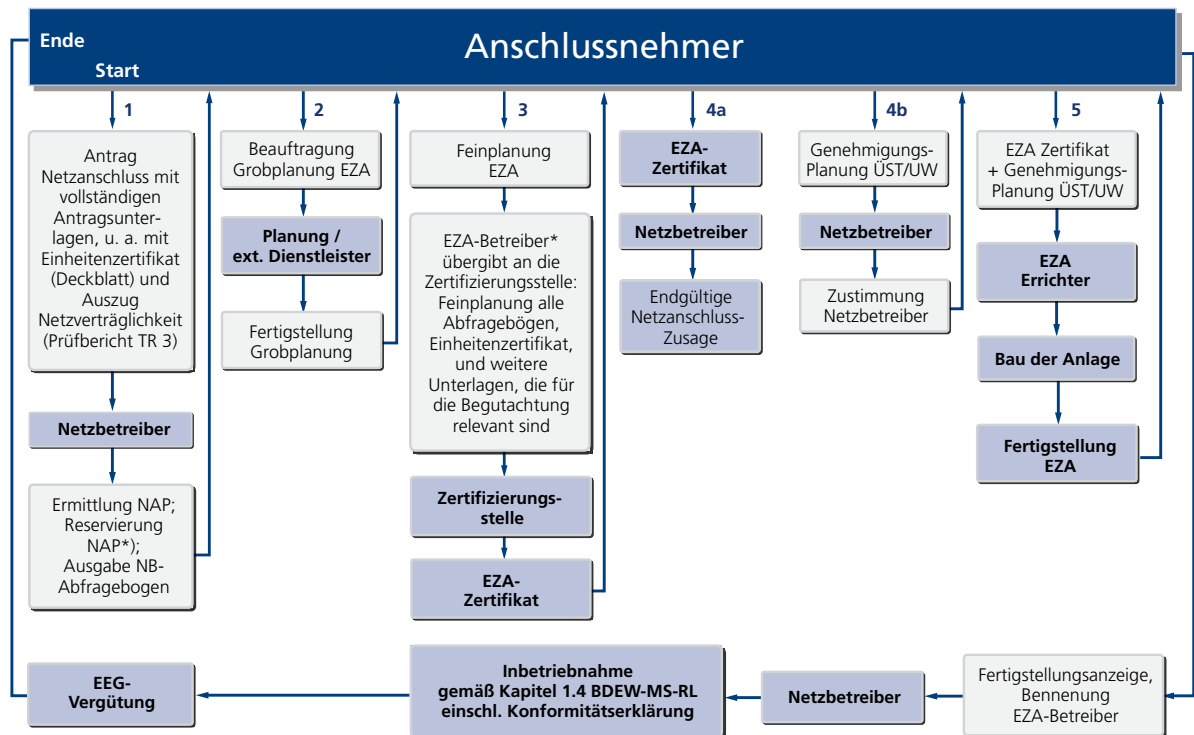 Ende
Anschlussnehmer
Start
1
Antrag
Netzanschluss mit
vollständigen
Antragsunter-
lagen, u. a. mit
Einheitenzertifikat
(Deckblatt) und
Auszug
Netzverträglichkeit
(Prüfbericht TR 3)
Netzbetreiber
Ermittlung NAP;
Reservierung
NAP*);
Ausgabe NB-
Abfragebogen
2
Beauftragung
Grobplanung EZA
Planung /
ext. Dienstleister
Fertigstellung
Grobplanung
3
Feinplanung
EZA
EZA-Betreiber*
übergibt an die
Zertifizierungsstelle:
Feinplanung alle
Abfragebögen,
Einheitenzertifikat,
und weitere
Unterlagen, die für
die Begutachtung
relevant sind
Zertifizierungs-
stelle
EZA-
Zertifikat
4a
EZA-
Zertifikat
Netzbetreiber
Endgültige
Netzanschluss-
Zusage
4b
Genehmigungs-
Planung ÜST/UW
Netzbetreiber
Zustimmung
Netzbetreiber
5
EZA Zertifikat
+ Genehmigungs-
Planung ÜST/UW
EZA
Errichter
Bau der Anlage
Fertigstellung
EZA
Fertigstellungsanzeige,
Bennenung
EZA-Betreiber
Netzbetreiber
Inbetriebnahme
gemäß Kapitel 1.4 BDEW-MS-RL
einschl. Konformitätserklärung
EEG-
Vergütung